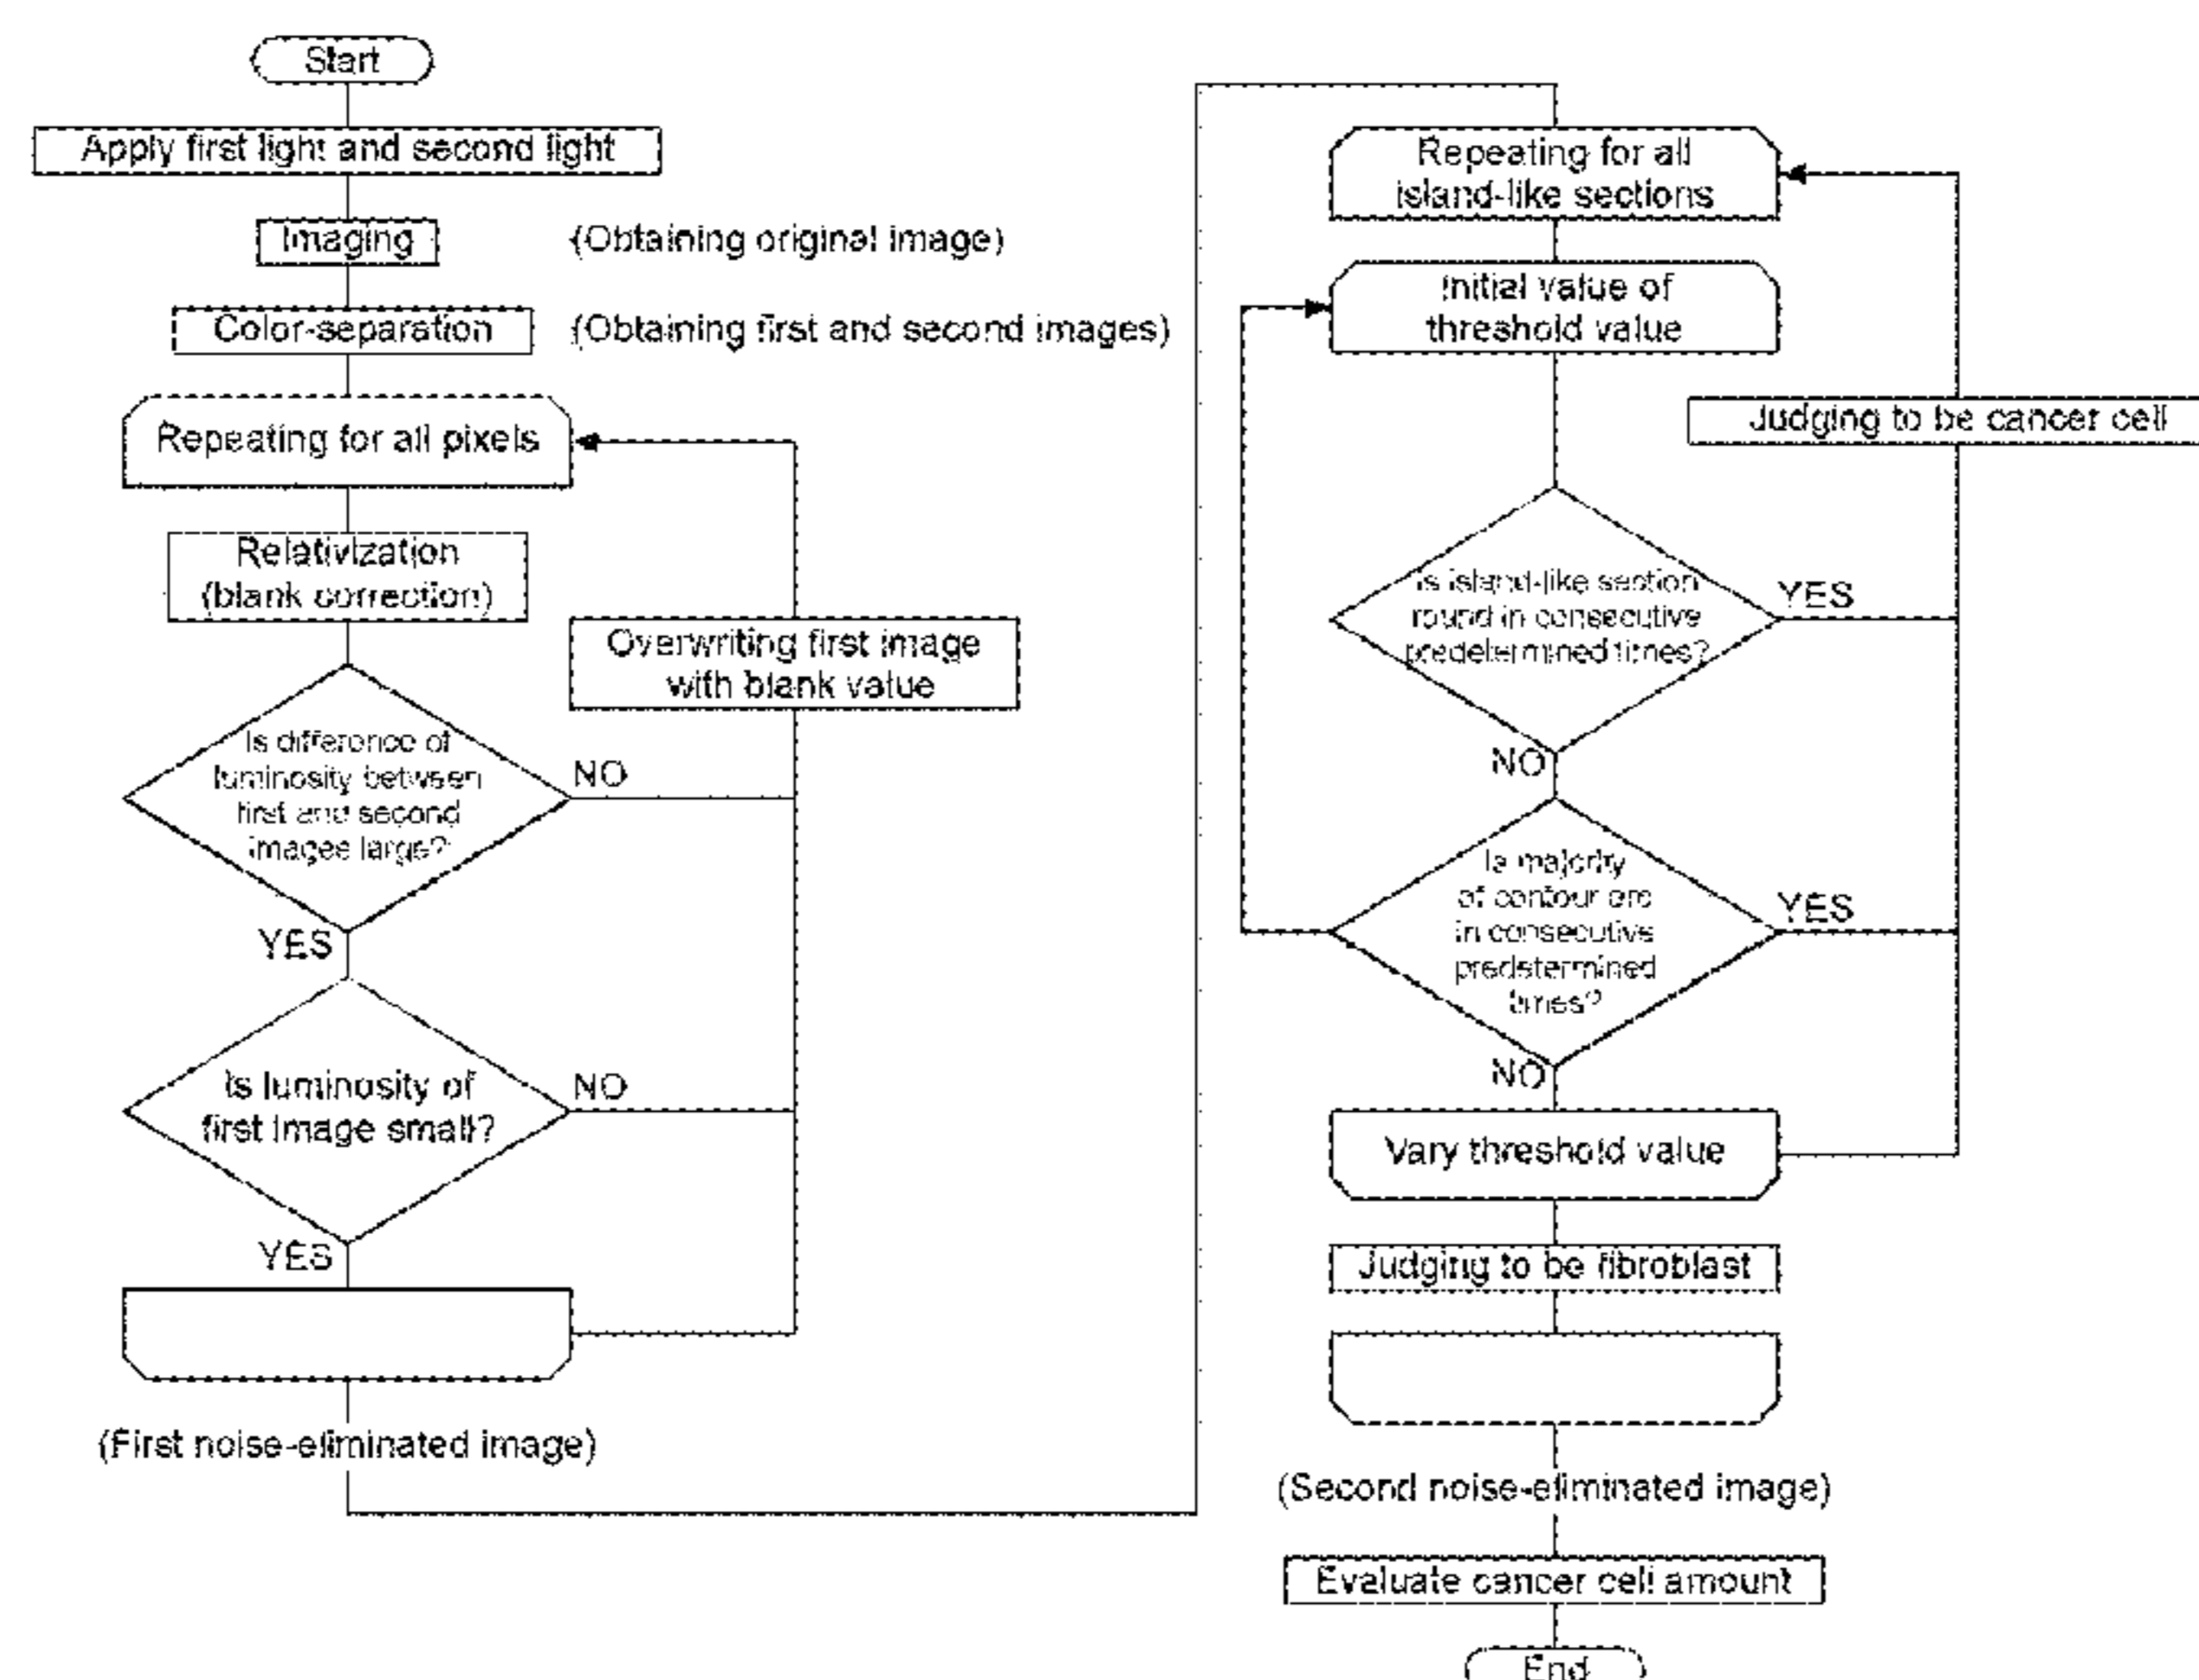 Start
Apply first light and second light
Imaging
(Obtaining original image)
Color-separation
(Obtaining first and second images)
Repeating for all pixels
Relativization
(blank correction)
Overwriting first image
with blank value
Is difference of
luminosity between
first and second
images large?
NO
YES
Is luminosity of
first image small?
NO
YES
(First noise-eliminated image)
Repeating for all
island-like sections
Initial value of
threshold value
Judging to be cancer cell
Is island-like section
round in consecutive
predetermined times?
YES
NO
Is majority
of contour arc
in consecutive
predetermined
times?
YES
NO
Vary threshold value
Judging to be fibroblast
(Second noise-eliminated image)
Evaluate cancer cell amount
End